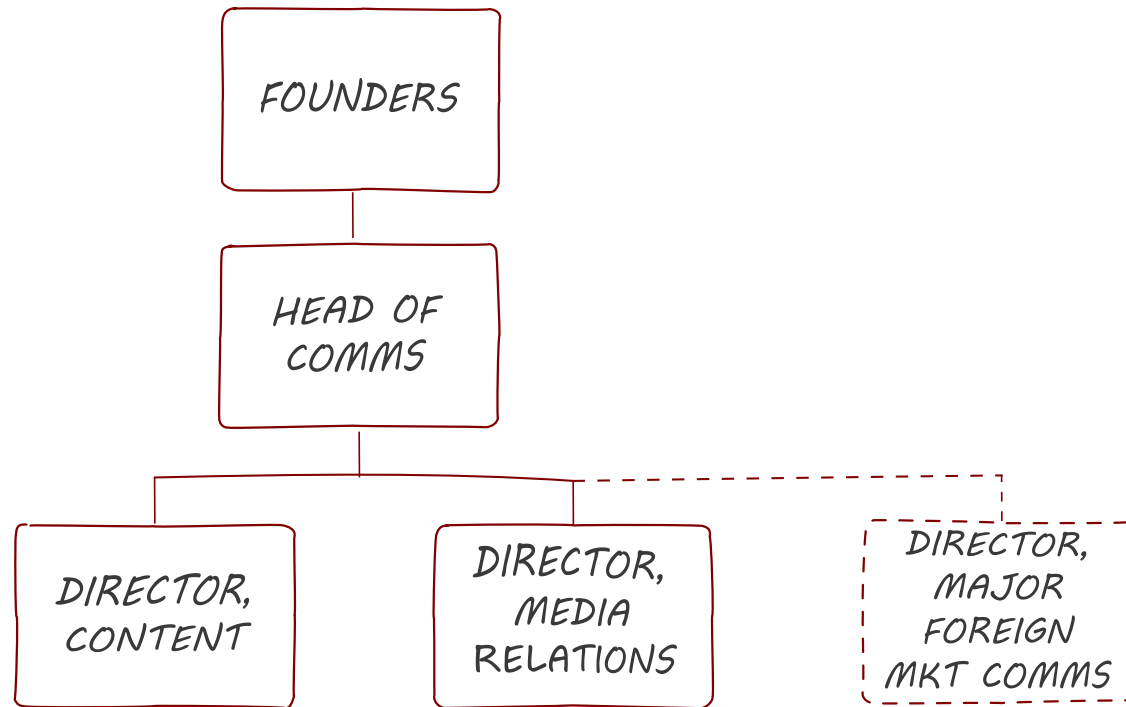 FOUNDERS
HEAD OF
COMMS
DIRECTOR,
CONTENT
DIRECTOR,
MEDIA
RELATIONS
DIRECTOR,
MAJOR
FOREIGN
MKT COMMS